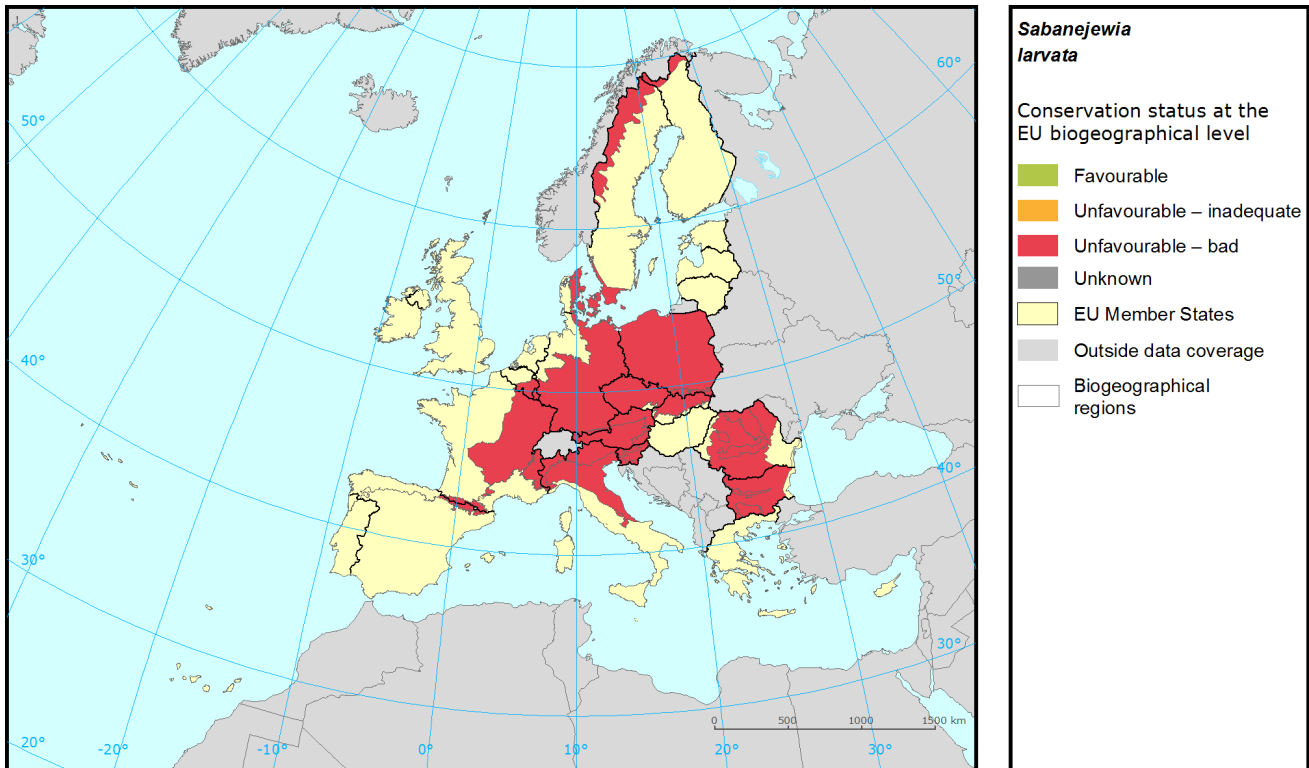 Sabanejewia
larvata
Conservation status at the
EU biogeographical level
Favourable
Unfavourable – inadequate
Unfavourable – bad
Unknown
EU Member States
Outside data coverage
Biogeographical
regions
60°
50°
50°
40°
40°
30°
30°
20°
-20°
-10°
0°
10°
20°
30°
0 500 1000 1500 km